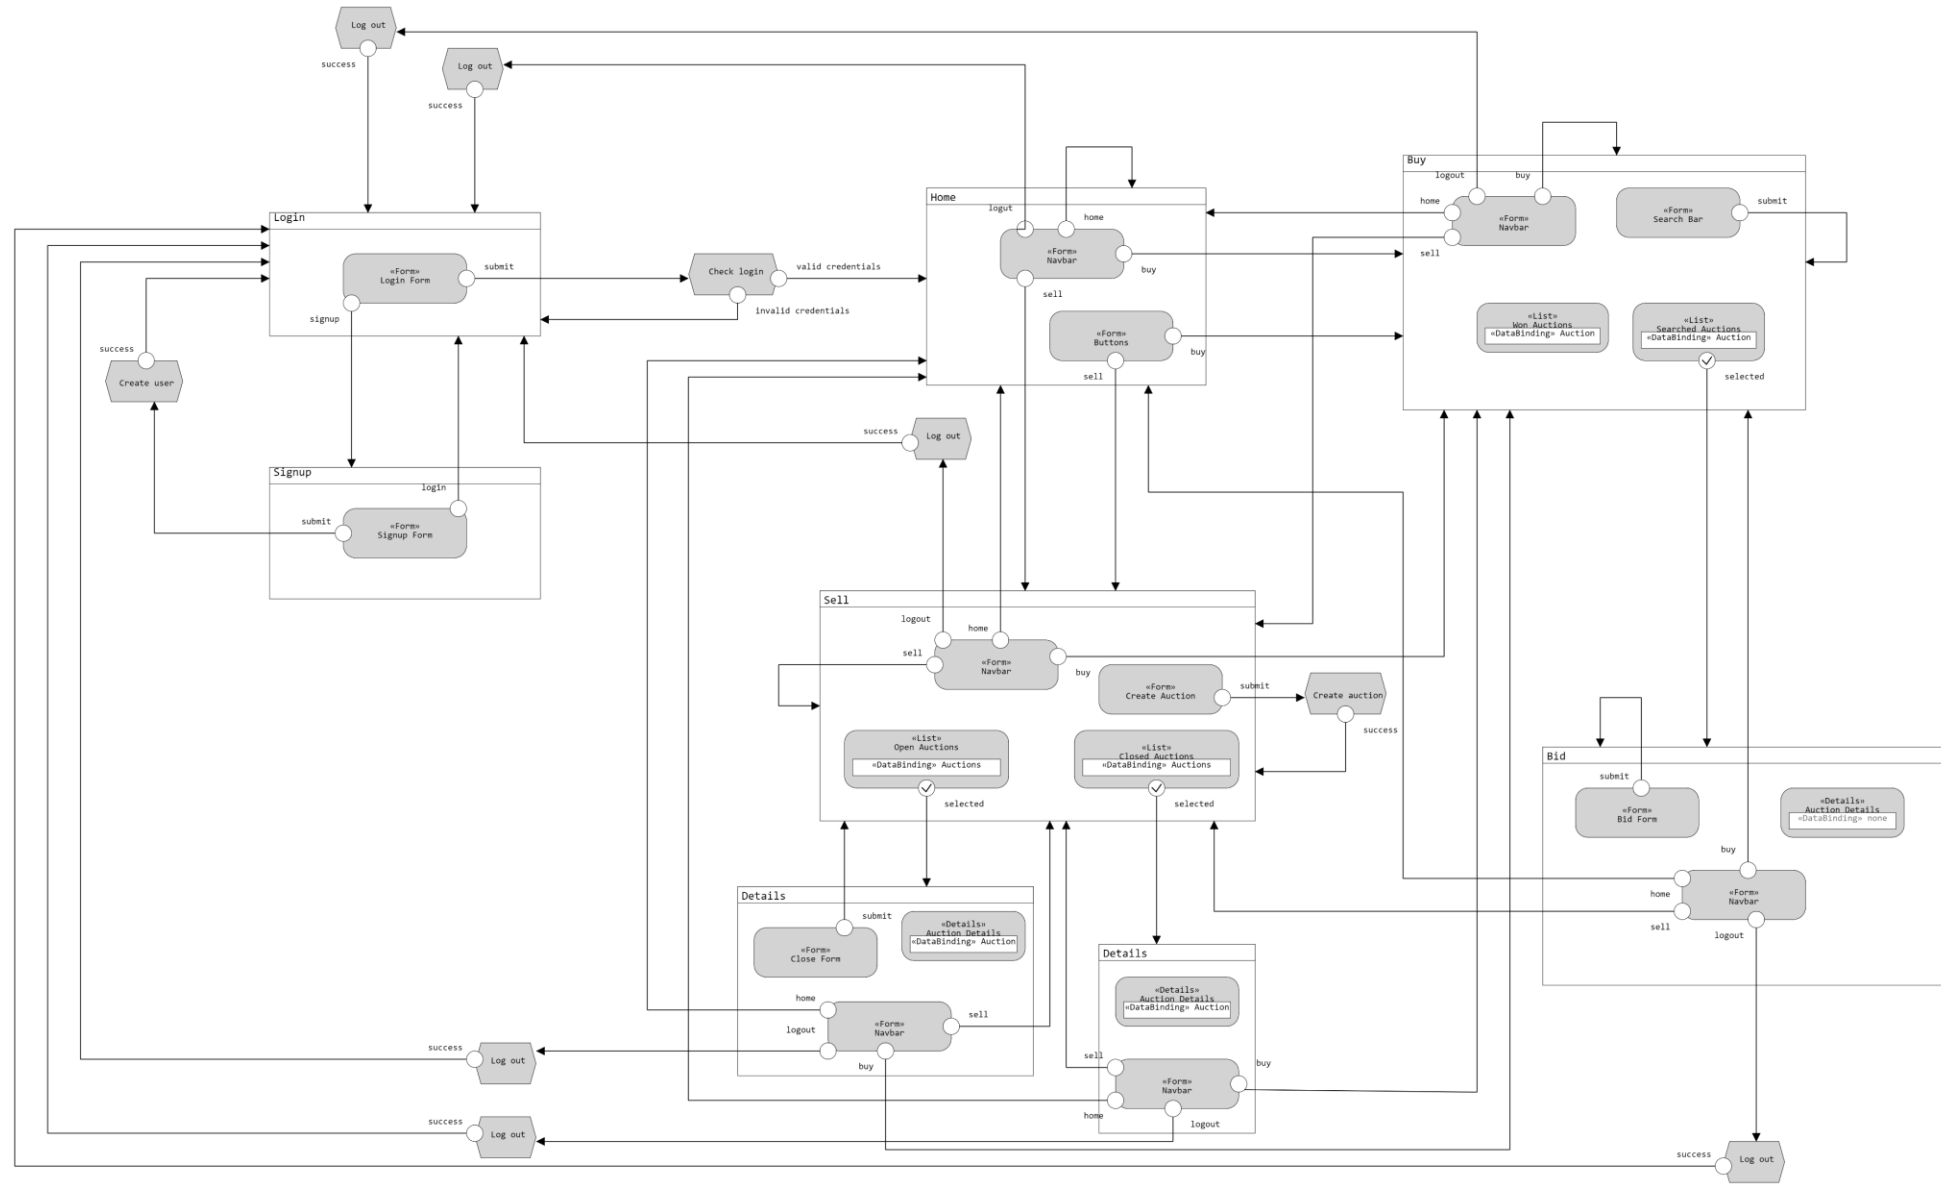 Log out
success
Log out
success
Buy
logout
buy
home
«Form»
Navbar
sell
«Form»
Search Bar
submit
Home
logut
home
«Form»
Navbar
buy
sell
Login
«Form»
Login Form
submit
signup
Check login
valid credentials
invalid credentials
«Form»
Buttons
buy
sell
«List»
Won Auctions
«DataBinding» Auction
«List»
Searched Auctions
«DataBinding» Auction
selected
success
Create user
success
Log out
Signup
login
submit
«Form»
Signup Form
Sell
logout
home
sell
«Form»
Navbar
buy
«Form»
Create Auction
submit
Create auction
success
«List»
Open Auctions
«DataBinding» Auctions
selected
«List»
Closed Auctions
«DataBinding» Auctions
selected
Bid
submit
«Form»
Bid Form
«Details»
Auction Details
«DataBinding» none
buy
home
«Form»
Navbar
sell
logout
Details
submit
«Form»
Close Form
«Details»
Auction Details
«DataBinding» Auction
home
logout
«Form»
Navbar
sell
buy
Details
«Details»
Auction Details
«DataBinding» Auction
sell
«Form»
Navbar
buy
home
logout
success
Log out
success
Log out
success
Log out